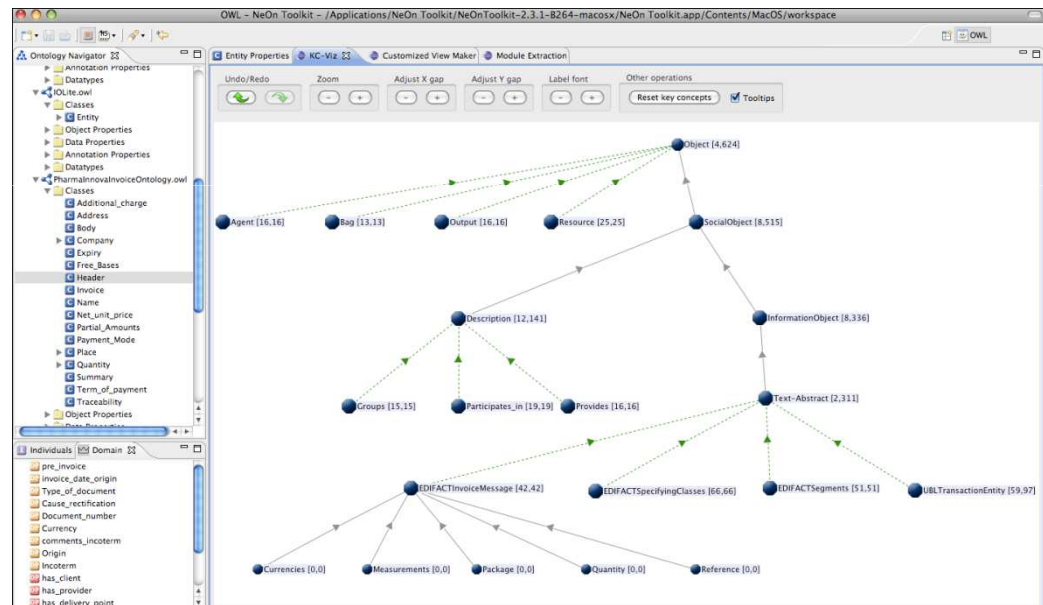 OWL - NeOn Toolkit - /Applications/NeOn Toolkit/NeOnToolkit-2.3.1-B264-macosx/NeOn Toolkit.app/Contents/MacOS/workspace
OWL
Ontology Navigator
Annotation Properties
Datatypes
IOLite.owl
Classes
Entity
Object Properties
Data Properties
Annotation Properties
Datatypes
PharmaInnovaInvoiceOntology.owl
Classes
Additional_charge
Address
Body
Company
Expiry
Free_Bases
Header
Invoice
Name
Net_unit_price
Partial_Amounts
Payment_Mode
Place
Quantity
Summary
Term_of_payment
Traceability
Object Properties
Data Properties
Individuals Domain
pre_invoice
invoice_date_origin
Type_of_document
Cause_rectification
Document_number
Currency
comments_incoterm
Origin
Incoterm
has_client
has_provider
has_delivery_point
Entity Properties KC-Viz Customized View Maker Module Extraction
Undo/Redo Zoom Adjust X gap Adjust Y gap Label font Other operations
- + - + - + - + Reset key concepts Tooltips
Object [4,624]
Agent [16,16] Bag [13,13] Output [16,16] Resource [25,25] SocialObject [8,515]
Description [12,141] InformationObject [8,336]
Groups [15,15] Participates_in [19,19] Provides [16,16] Text-Abstract [2,311]
EDIFACTInvoiceMessage [42,42] EDIFACTSpecifyingClasses [66,66] EDIFACTSegments [51,51] UBLTransactionEntity [59,97]
Currencies [0,0] Measurements [0,0] Package [0,0] Quantity [0,0] Reference [0,0]